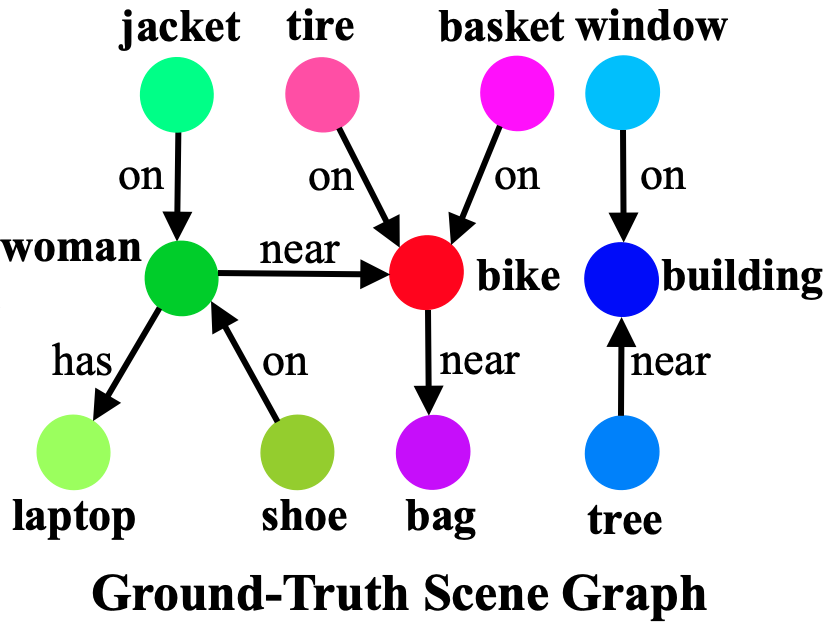 jacket tire basket window
on on on on
woman near bike building
has on near near
laptop shoe bag tree
Ground-Truth Scene Graph